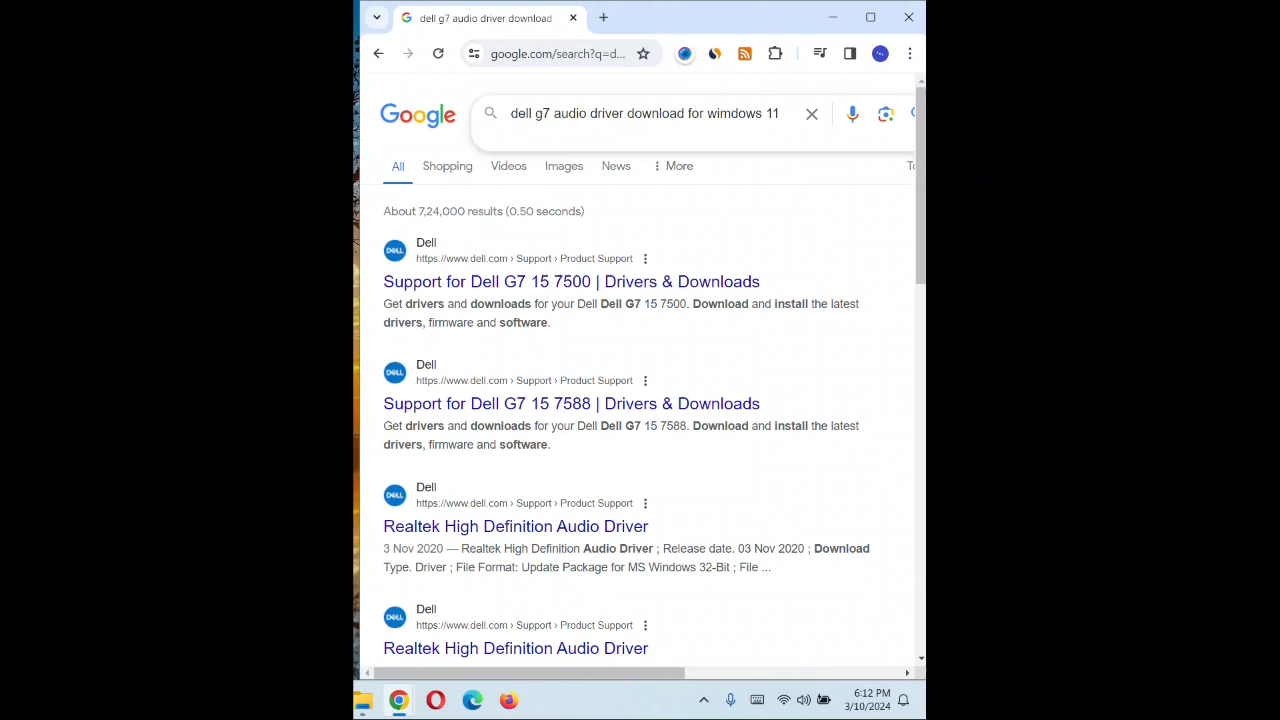 dell g7 audio driver download
google.com/search?q=d...
Google
dell g7 audio driver download for wimdows 11
All Shopping Videos Images News More
About 7,24,000 results (0.50 seconds)
DELL
Dell
https://www.dell.com › Support › Product Support
Support for Dell G7 15 7500 | Drivers & Downloads
Get drivers and downloads for your Dell Dell G7 15 7500. Download and install the latest
drivers, firmware and software.
DELL
Dell
https://www.dell.com › Support › Product Support
Support for Dell G7 15 7588 | Drivers & Downloads
Get drivers and downloads for your Dell Dell G7 15 7588. Download and install the latest
drivers, firmware and software.
DELL
Dell
https://www.dell.com › Support › Product Support
Realtek High Definition Audio Driver
3 Nov 2020 — Realtek High Definition Audio Driver ; Release date. 03 Nov 2020 ; Download
Type. Driver ; File Format: Update Package for MS Windows 32-Bit ; File ...
DELL
Dell
https://www.dell.com › Support › Product Support
Realtek High Definition Audio Driver
6:12 PM
3/10/2024